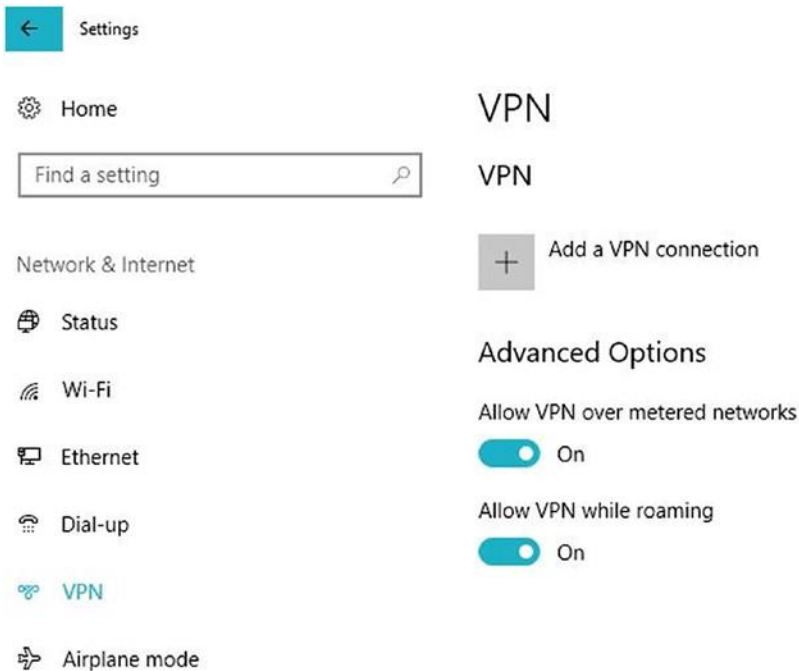 Settings
Home
Find a setting
Network & Internet
Status
Wi-Fi
Ethernet
Dial-up
VPN
Airplane mode
VPN
VPN
Add a VPN connection
Advanced Options
Allow VPN over metered networks
On
Allow VPN while roaming
On